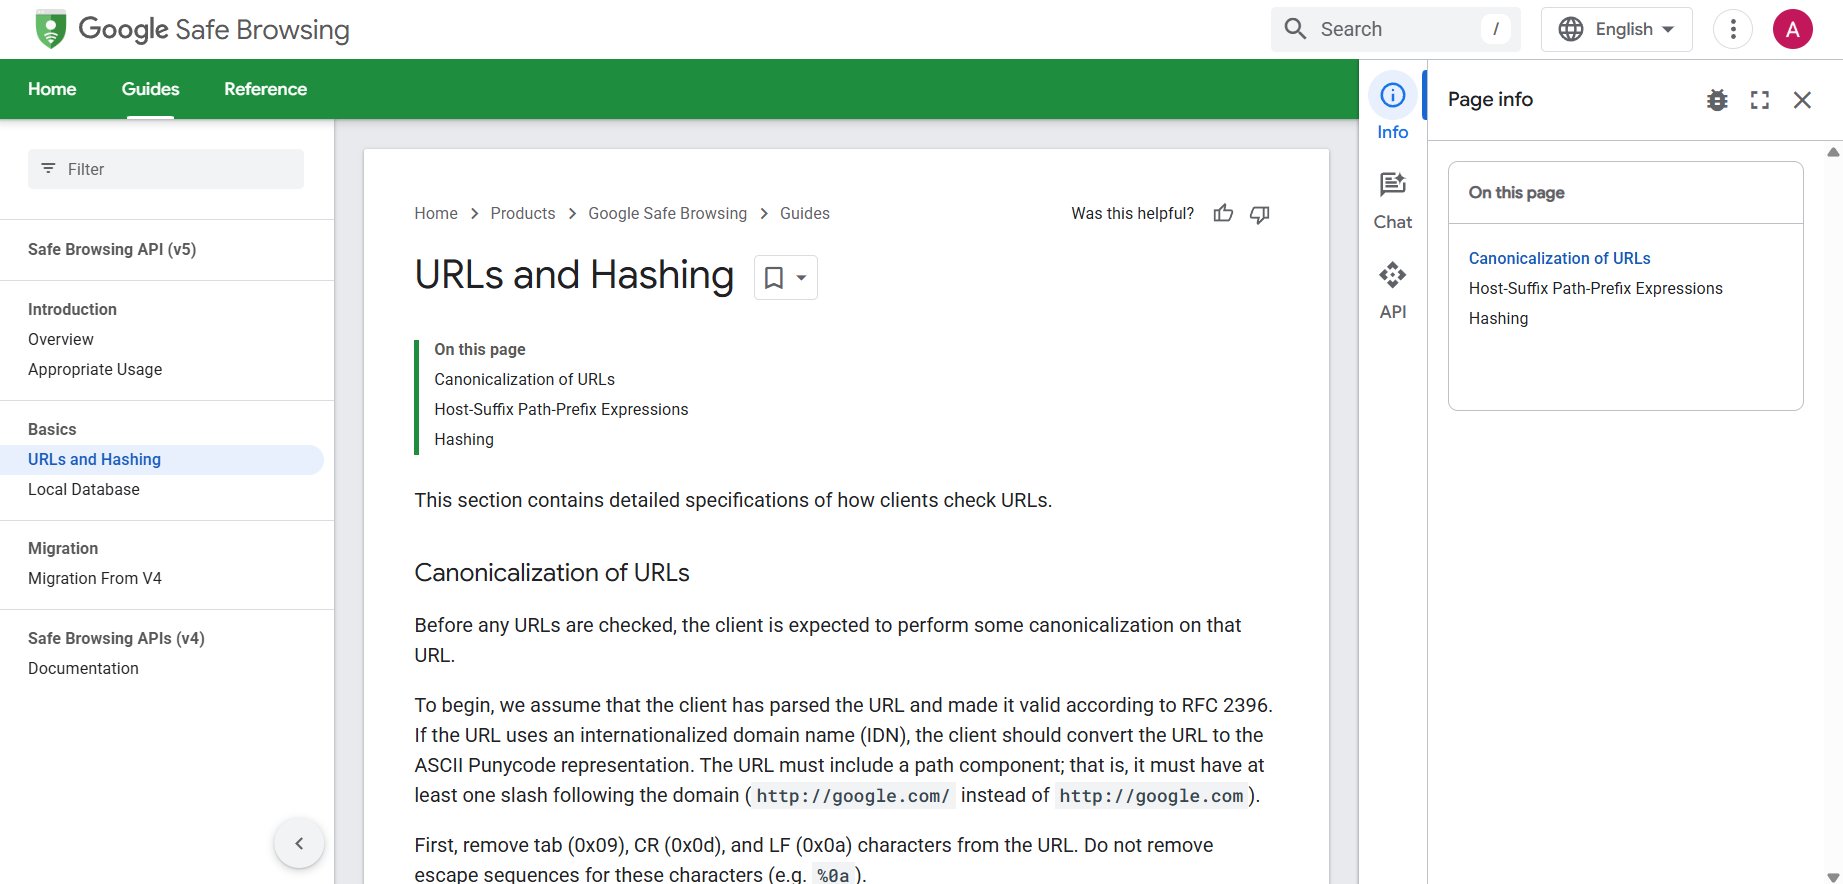 Google Safe Browsing
Search /
English
A
Home Guides Reference
Filter
Safe Browsing API (v5)
Introduction
Overview
Appropriate Usage
Basics
URLs and Hashing
Local Database
Migration
Migration From V4
Safe Browsing APIs (v4)
Documentation
Home > Products > Google Safe Browsing > Guides
Was this helpful?
URLs and Hashing
On this page
Canonicalization of URLs
Host-Suffix Path-Prefix Expressions
Hashing
This section contains detailed specifications of how clients check URLs.
Canonicalization of URLs
Before any URLs are checked, the client is expected to perform some canonicalization on that
URL.
To begin, we assume that the client has parsed the URL and made it valid according to RFC 2396.
If the URL uses an internationalized domain name (IDN), the client should convert the URL to the
ASCII Punycode representation. The URL must include a path component; that is, it must have at
least one slash following the domain (http://google.com/ instead of http://google.com).
First, remove tab (0x09), CR (0x0d), and LF (0x0a) characters from the URL. Do not remove
escape sequences for these characters (e.g. %0a).
Info
Chat
API
Page info
On this page
Canonicalization of URLs
Host-Suffix Path-Prefix Expressions
Hashing